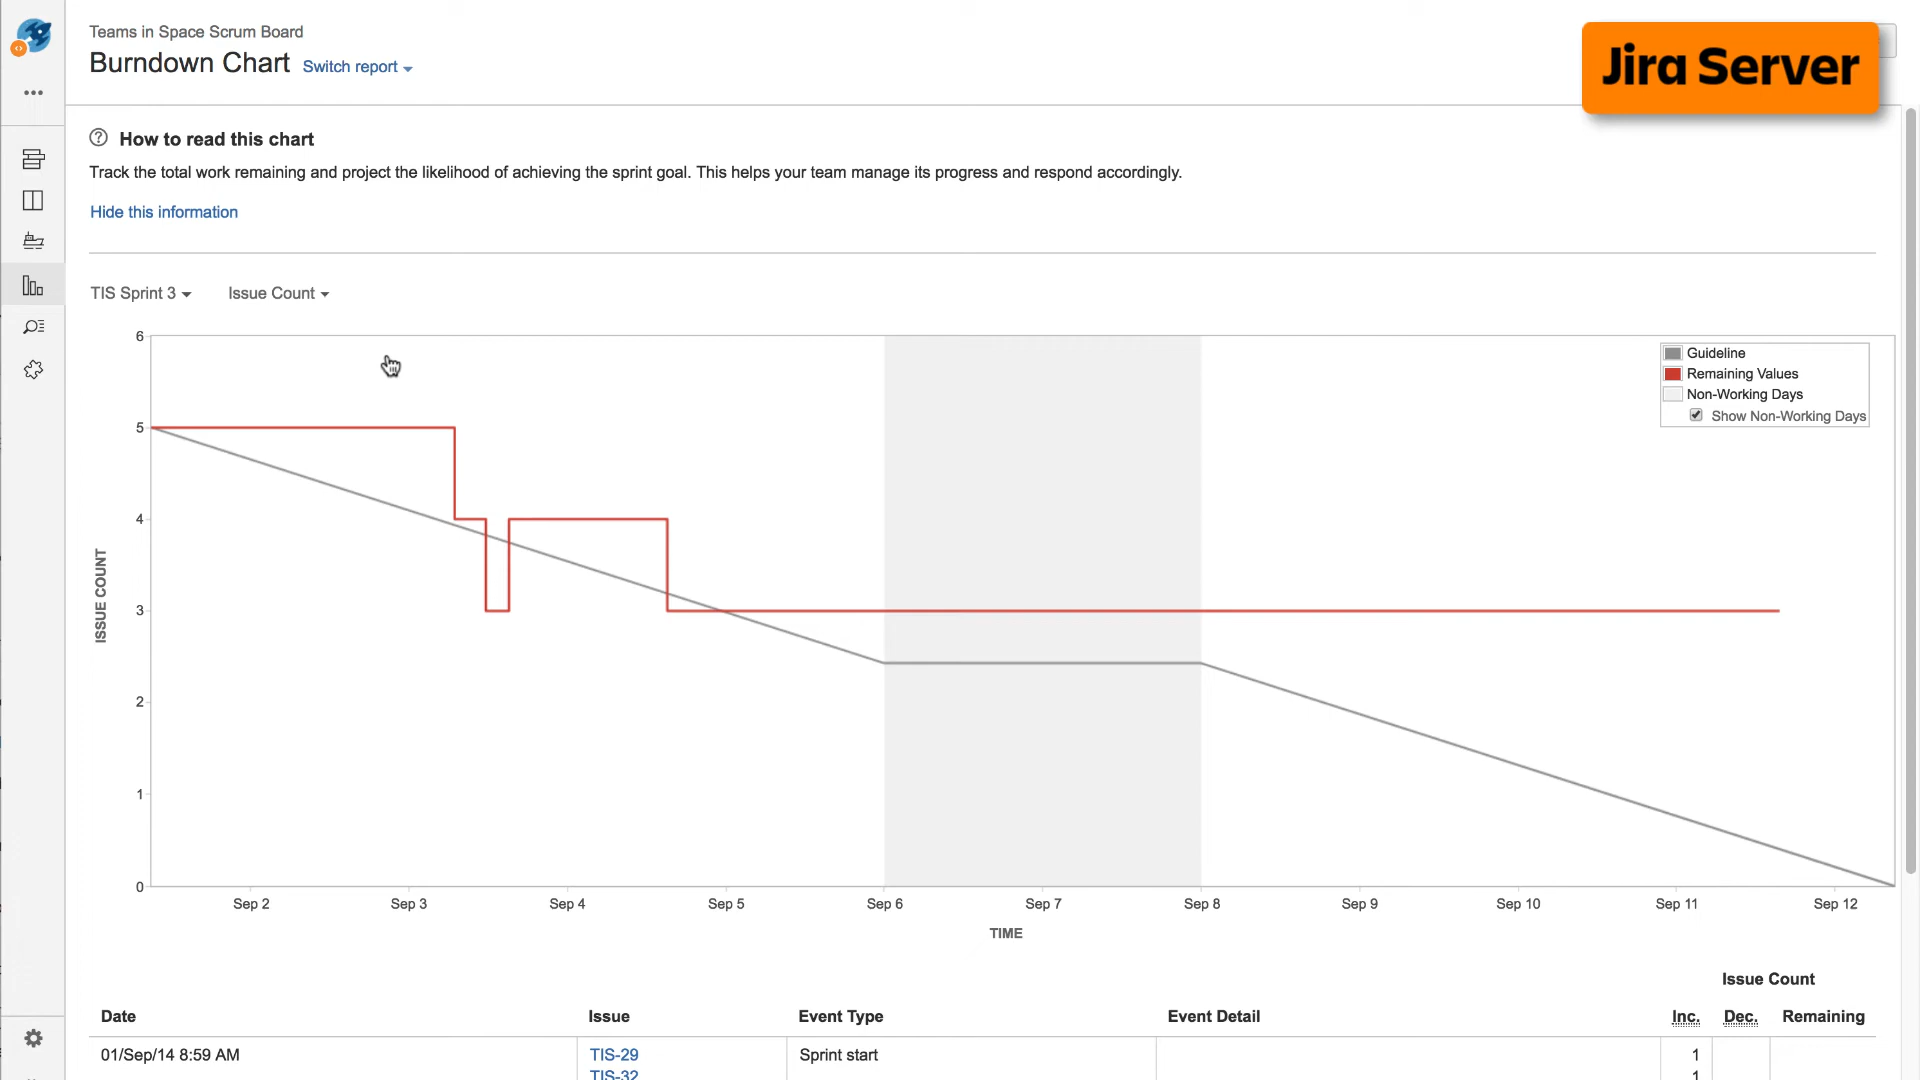 Teams in Space Scrum Board
Burndown Chart Switch report
Jira Server
How to read this chart
Track the total work remaining and project the likelihood of achieving the sprint goal. This helps your team manage its progress and respond accordingly.
Hide this information
TIS Sprint 3 Issue Count
6
5
4
3
2
1
0
ISSUE COUNT
Guideline
Remaining Values
Non-Working Days
Show Non-Working Days
Sep 2 Sep 3 Sep 4 Sep 5 Sep 6 Sep 7 Sep 8 Sep 9 Sep 10 Sep 11 Sep 12
TIME
Issue Count
Date Issue Event Type Event Detail Inc. Dec. Remaining
01/Sep/14 8:59 AM TIS-29 Sprint start 1
TIS-32 1